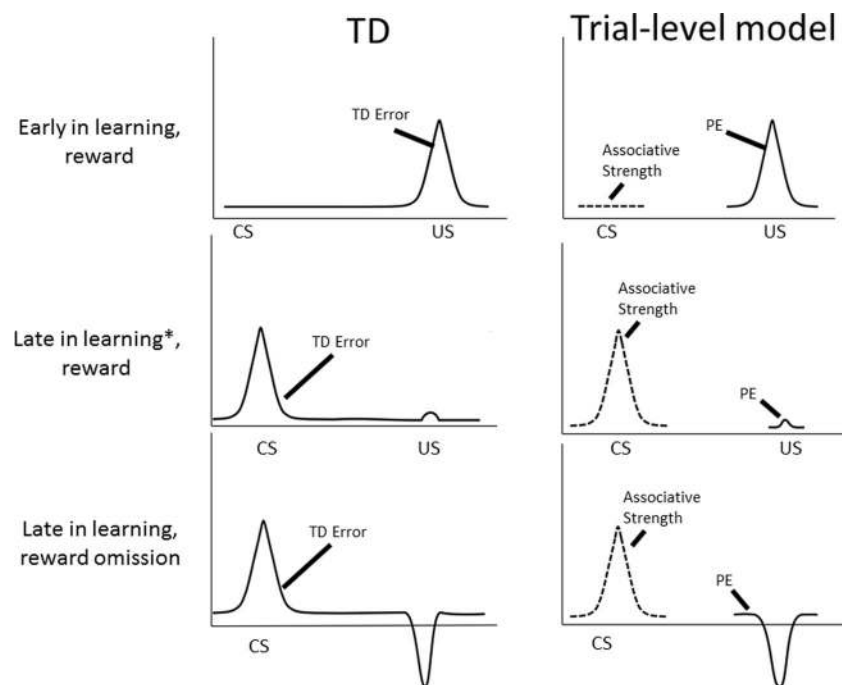 TD
Trial-level model
Early in learning,
reward
TD Error
CS
US
Associative
Strength
PE
CS
US
Late in learning*,
reward
TD Error
CS
US
Associative
Strength
PE
CS
US
Late in learning,
reward omission
TD Error
CS
Associative
Strength
PE
CS